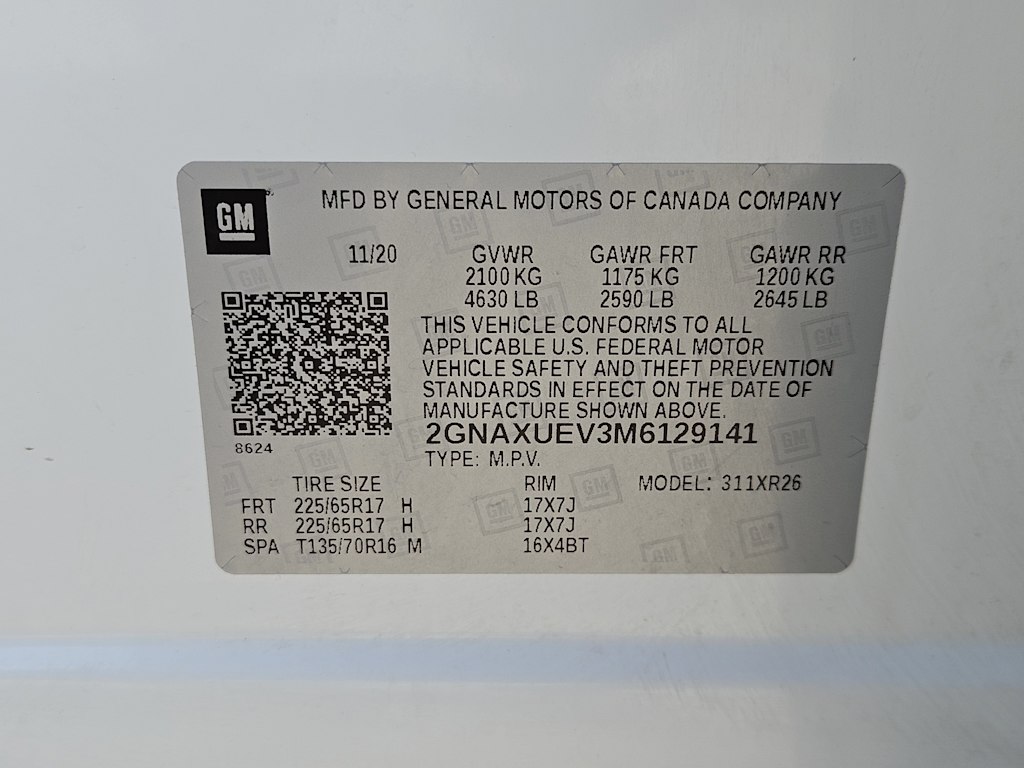 GM
MFD BY GENERAL MOTORS OF CANADA COMPANY
11/20 GVWR GAWR FRT GAWR RR
2100 KG 1175 KG 1200 KG
4630 LB 2590 LB 2645 LB
THIS VEHICLE CONFORMS TO ALL
APPLICABLE U.S. FEDERAL MOTOR
VEHICLE SAFETY AND THEFT PREVENTION
STANDARDS IN EFFECT ON THE DATE OF
MANUFACTURE SHOWN ABOVE.
2GNAXUEV3M6129141
8624
TYPE: M.P.V.
TIRE SIZE RIM MODEL: 311XR26
FRT 225/65R17 H 17X7J
RR 225/65R17 H 17X7J
SPA T135/70R16 M 16X4BT